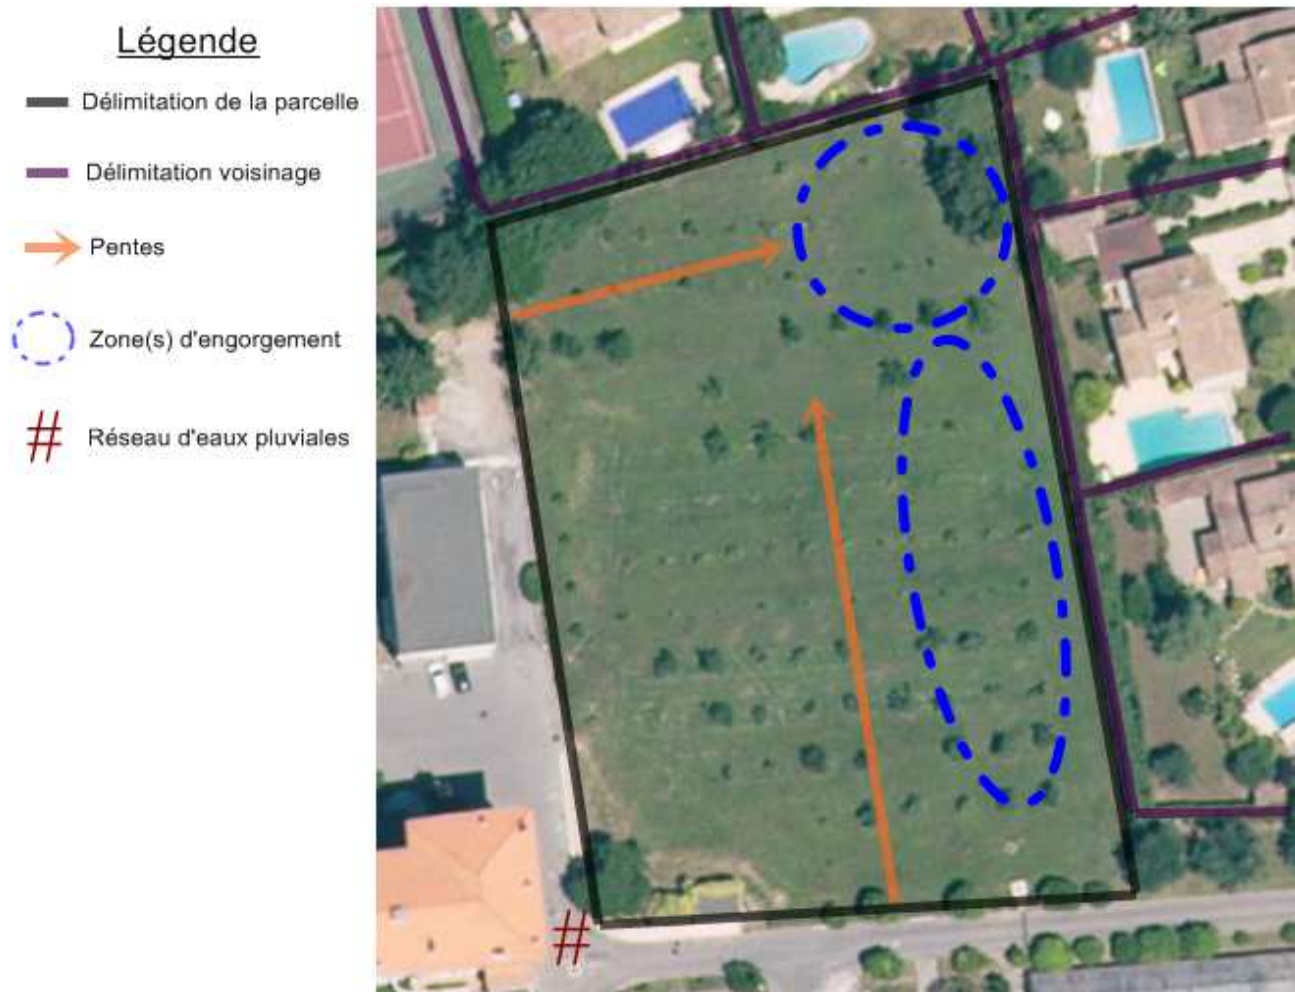 Légende
Délimitation de la parcelle
Délimitation voisinage
Pentes
Zone(s) d'engorgement
Réseau d'eaux pluviales